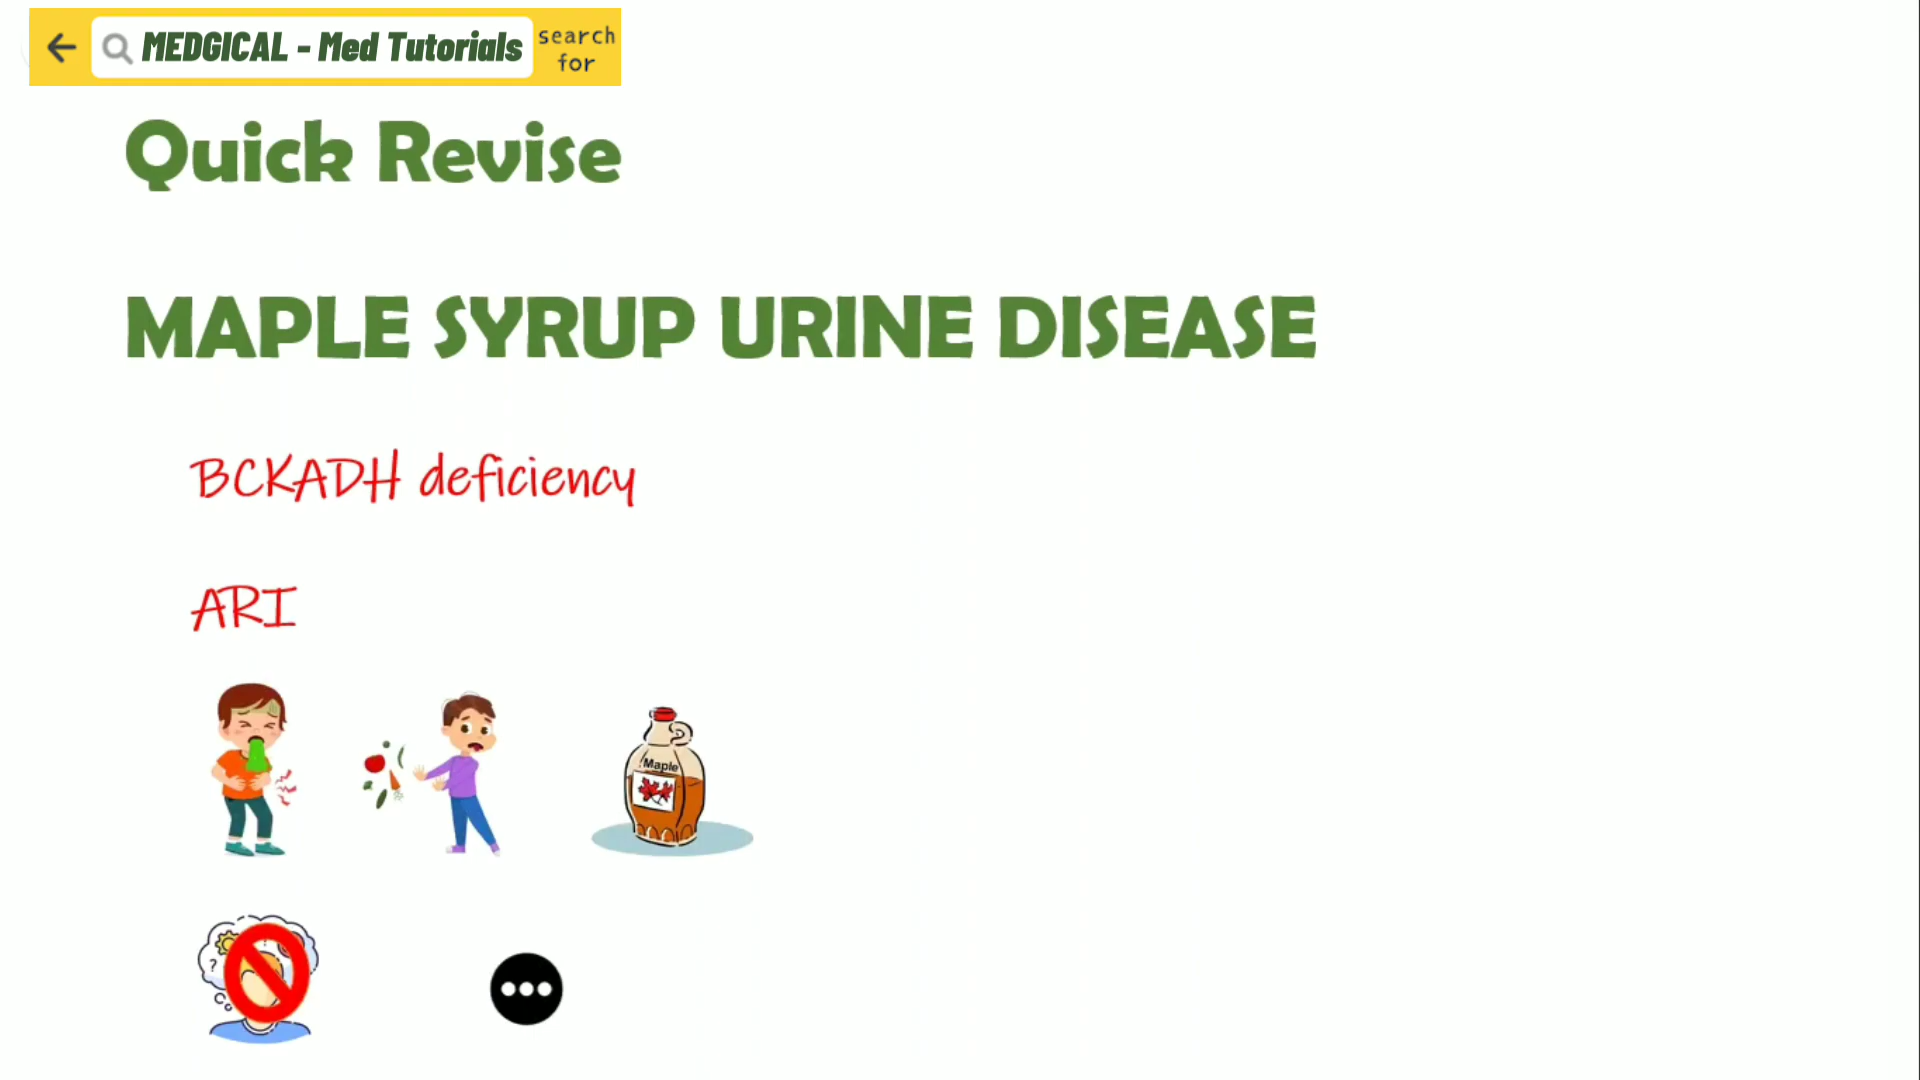 MEDGICAL - Med Tutorials
search
for
Quick Revise
MAPLE SYRUP URINE DISEASE
BCKADH deficiency
ARI
Maple